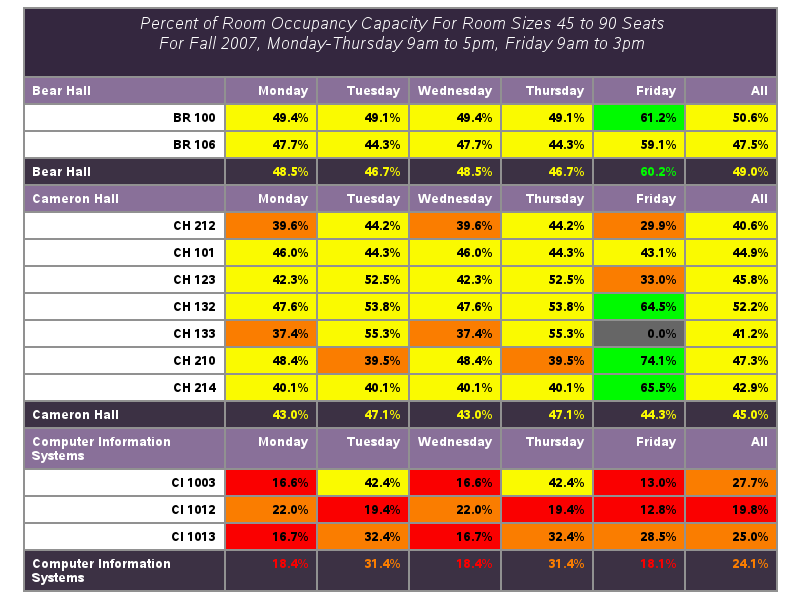 Percent of Room Occupancy Capacity For Room Sizes 45 to 90 Seats
For Fall 2007, Monday-Thursday 9am to 5pm, Friday 9am to 3pm
Bear Hall Monday Tuesday Wednesday Thursday Friday All
BR 100 49.4% 49.1% 49.4% 49.1% 61.2% 50.6%
BR 106 47.7% 44.3% 47.7% 44.3% 59.1% 47.5%
Bear Hall 48.5% 46.7% 48.5% 46.7% 60.2% 49.0%
Cameron Hall Monday Tuesday Wednesday Thursday Friday All
CH 212 39.6% 44.2% 39.6% 44.2% 29.9% 40.6%
CH 101 46.0% 44.3% 46.0% 44.3% 43.1% 44.9%
CH 123 42.3% 52.5% 42.3% 52.5% 33.0% 45.8%
CH 132 47.6% 53.8% 47.6% 53.8% 64.5% 52.2%
CH 133 37.4% 55.3% 37.4% 55.3% 0.0% 41.2%
CH 210 48.4% 39.5% 48.4% 39.5% 74.1% 47.3%
CH 214 40.1% 40.1% 40.1% 40.1% 65.5% 42.9%
Cameron Hall 43.0% 47.1% 43.0% 47.1% 44.3% 45.0%
Computer Information Monday Tuesday Wednesday Thursday Friday All
Systems
CI 1003 16.6% 42.4% 16.6% 42.4% 13.0% 27.7%
CI 1012 22.0% 19.4% 22.0% 19.4% 12.8% 19.8%
CI 1013 16.7% 32.4% 16.7% 32.4% 28.5% 25.0%
Computer Information 18.4% 31.4% 18.4% 31.4% 18.1% 24.1%
Systems